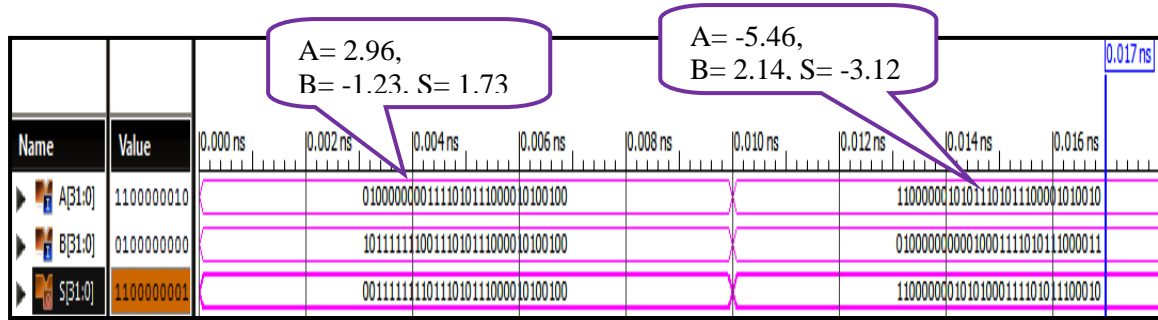 A= 2.96,
B= -1.23, S= 1.73
A= -5.46,
B= 2.14, S= -3.12
0.017 ns
Name Value 0.000 ns 0.002 ns 0.004 ns 0.006 ns 0.008 ns 0.010 ns 0.012 ns 0.014 ns 0.016 ns
A[31:0] 1100000010 01000000001111010111000010100100 11000000101011101011100001010010
B[31:0] 0100000000 10111111100111010111000010100100 01000000000010001111010111000011
S[31:0] 1100000001 00111111110111010111000010100100 11000000010101000111101011100010